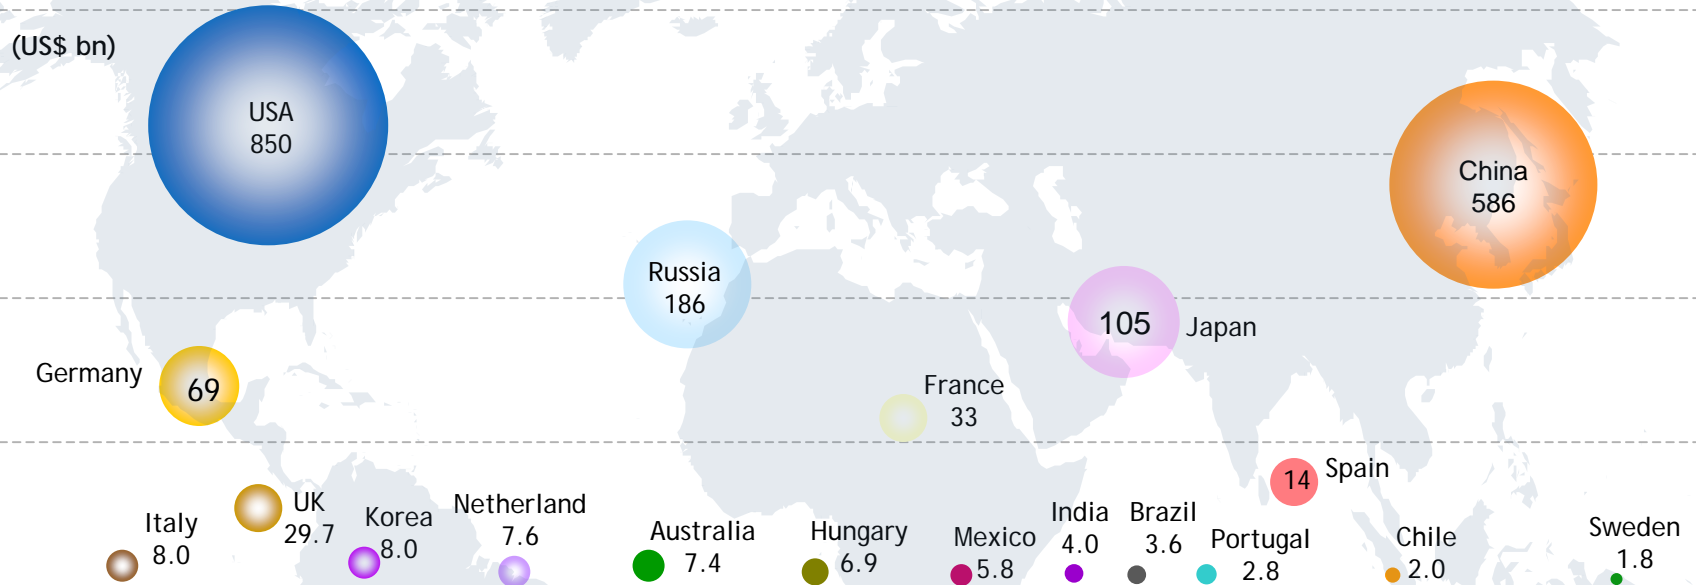 (US$ bn)
USA
850
China
586
Russia
186
105
Japan
Germany
69
France
33
14
Spain
UK
29.7
Italy
8.0
Korea
8.0
Netherland
7.6
Australia
7.4
Hungary
6.9
Mexico
5.8
India
4.0
Brazil
3.6
Portugal
2.8
Chile
2.0
Sweden
1.8